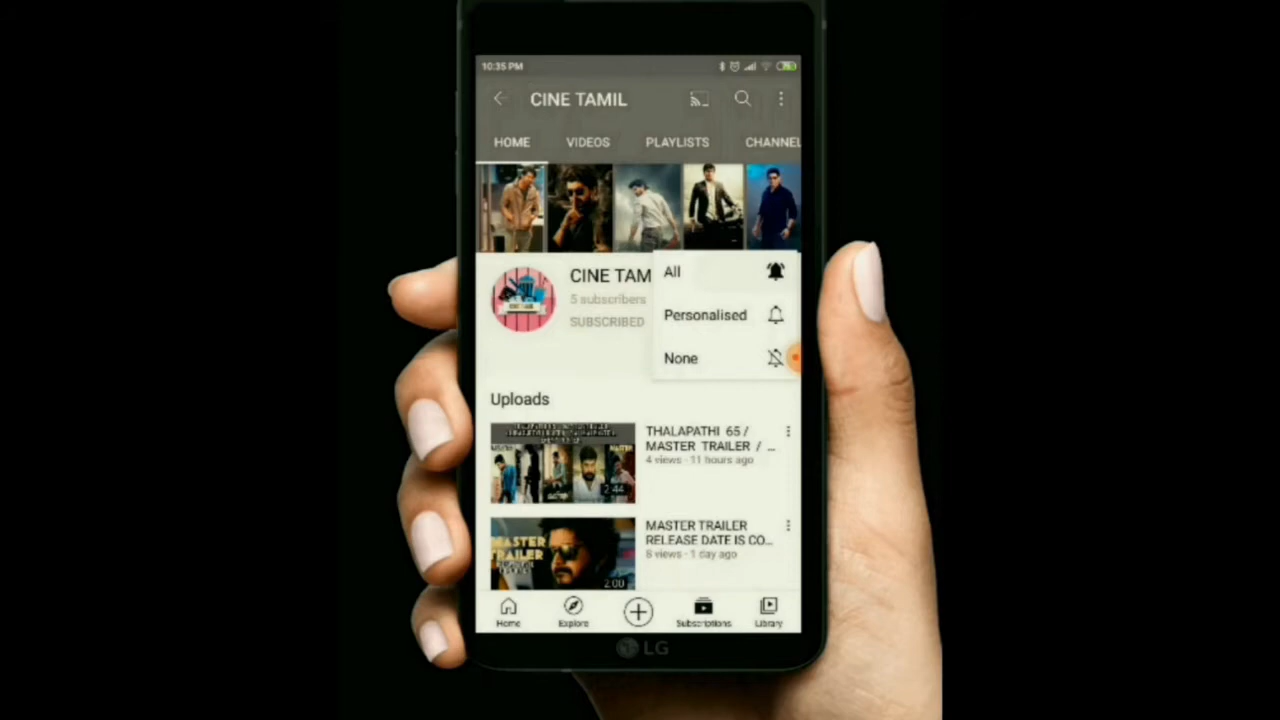 10:35 PM
CINE TAMIL
HOME VIDEOS PLAYLISTS CHANNEL
CINE TAM
5 subscribers
SUBSCRIBED
All
Personalised
None
Uploads
THALAPATHI 65 /
MASTER TRAILER / ...
4 views · 11 hours ago
2:44
MASTER TRAILER
RELEASE DATE IS CO...
8 views · 1 day ago
MASTER
TRAILER
2:00
Home Explore Subscriptions Library
LG